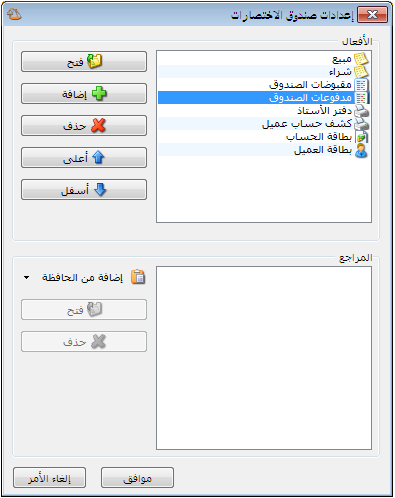 إعدادات صندوق الاختصارات
الأفعال
مبيع
شراء
مقبوضات الصندوق
مدفوعات الصندوق
دفتر الأستاذ
كشف حساب عميل
بطاقة الحساب
بطاقة العميل
فتح
إضافة
حذف
أعلى
أسفل
المراجع
إضافة من الحافظة
فتح
حذف
موافق
إلغاء الأمر